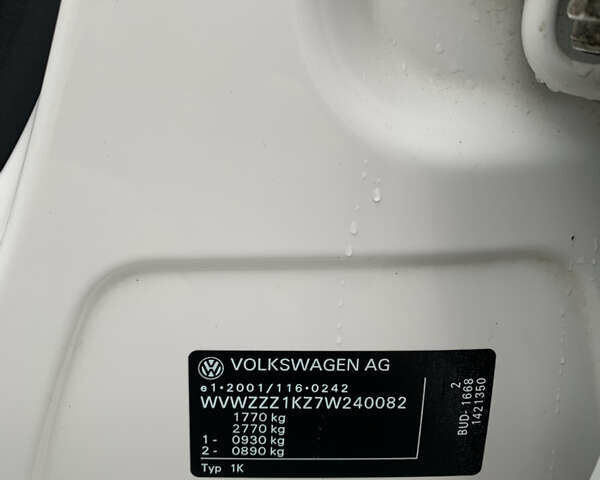 VOLKSWAGEN AG
e1*2001/116*0242
WVWZZZ1KZ7W240082
1770 kg
2770 kg
1- 0930 kg
2- 0890 kg
Typ 1K
2
BUD-1668
1421350